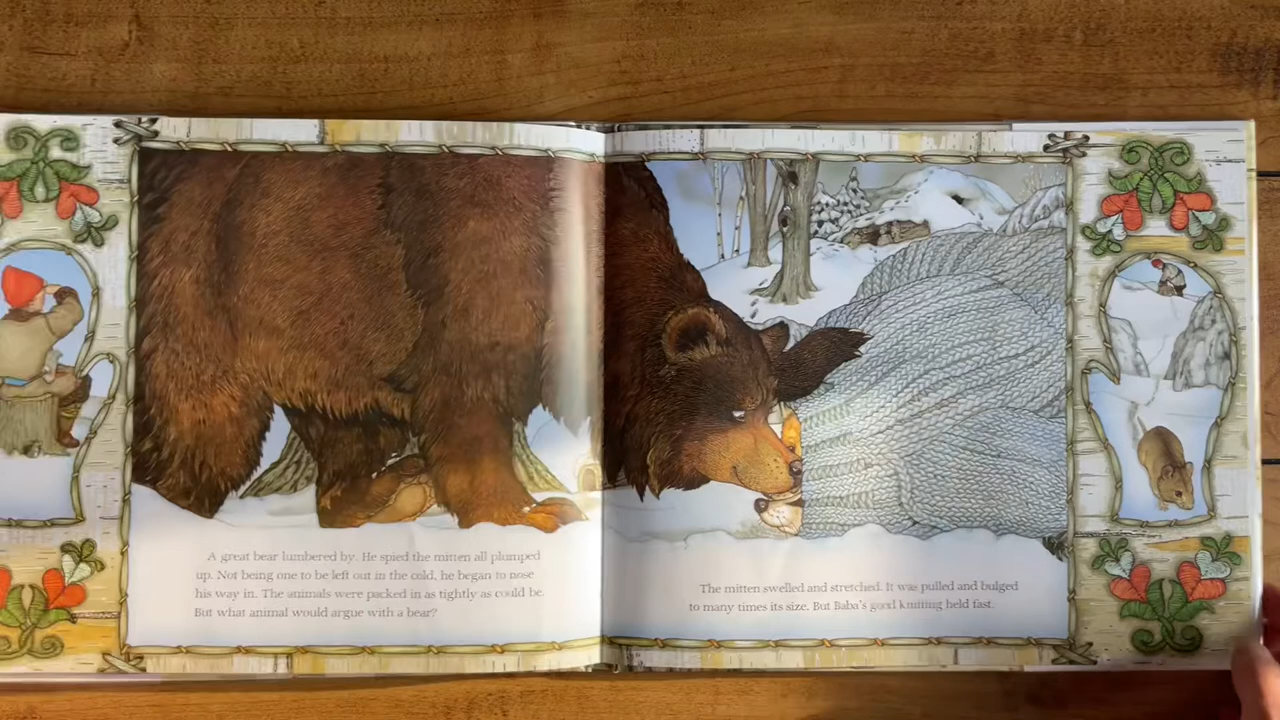 A great bear lumbered by. He spied the mitten all plumped
up. Not being one to be left out in the cold, he began to nose
his way in. The animals were packed in as tightly as could be.
But what animal would argue with a bear?
The mitten swelled and stretched. It was pulled and bulged
to many times its size. But Baba's good knitting held fast.